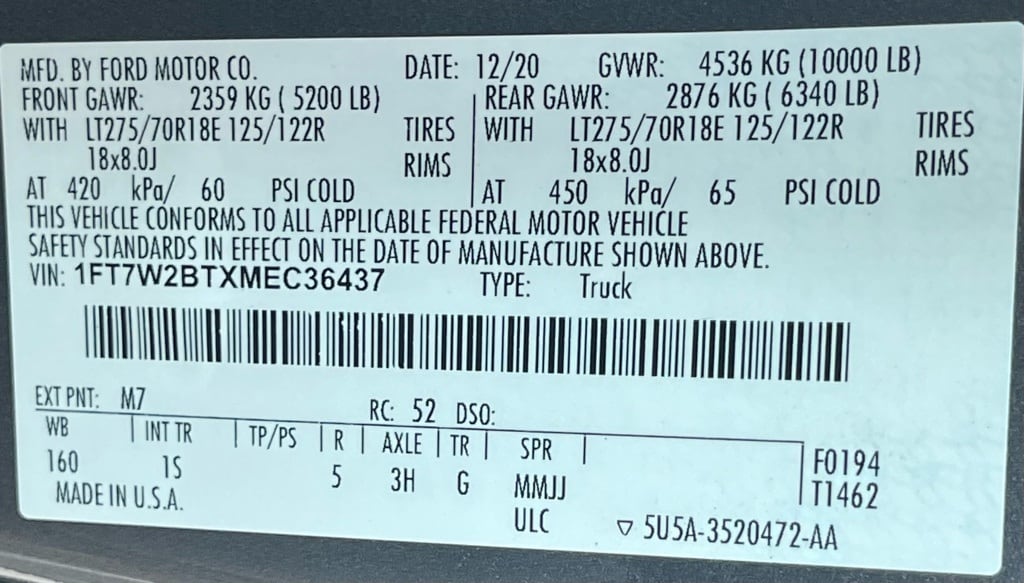 MFD. BY FORD MOTOR CO. DATE: 12/20 GVWR: 4536 KG (10000 LB)
FRONT GAWR: 2359 KG ( 5200 LB) REAR GAWR: 2876 KG ( 6340 LB)
WITH LT275/70R18E 125/122R TIRES WITH LT275/70R18E 125/122R TIRES
18x8.0J RIMS 18x8.0J RIMS
AT 420 kPa/ 60 PSI COLD AT 450 kPa/ 65 PSI COLD
THIS VEHICLE CONFORMS TO ALL APPLICABLE FEDERAL MOTOR VEHICLE
SAFETY STANDARDS IN EFFECT ON THE DATE OF MANUFACTURE SHOWN ABOVE.
VIN: 1FT7W2BTXMEC36437 TYPE: Truck
EXT PNT: M7 RC: 52 DSO:
WB INT TR TP/PS R AXLE TR SPR F0194
160 1S 5 3H G MMJJ T1462
MADE IN U.S.A. ULC ▽ 5U5A-3520472-AA